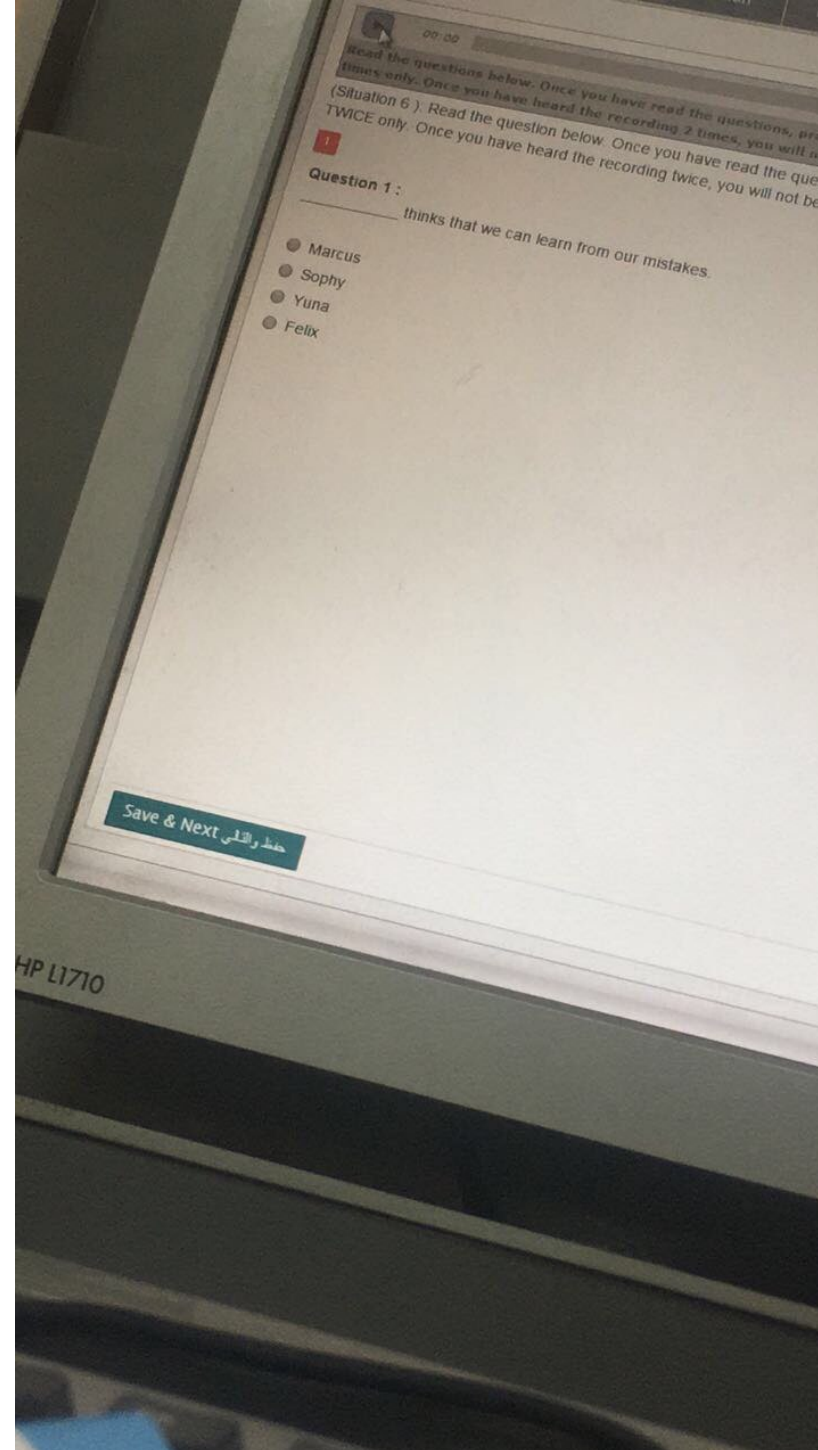 00:00
Read the questions below. Once you have read the questions,
times only. Once you have heard the recording 2 times, you will
(Situation 6 ): Read the question below. Once you have read the
TWICE only. Once you have heard the recording twice, you will not be
1
Question 1 :
__________ thinks that we can learn from our mistakes.
Marcus
Sophy
Yuna
Felix
Save & Next حفظ والتالي
HP L1710